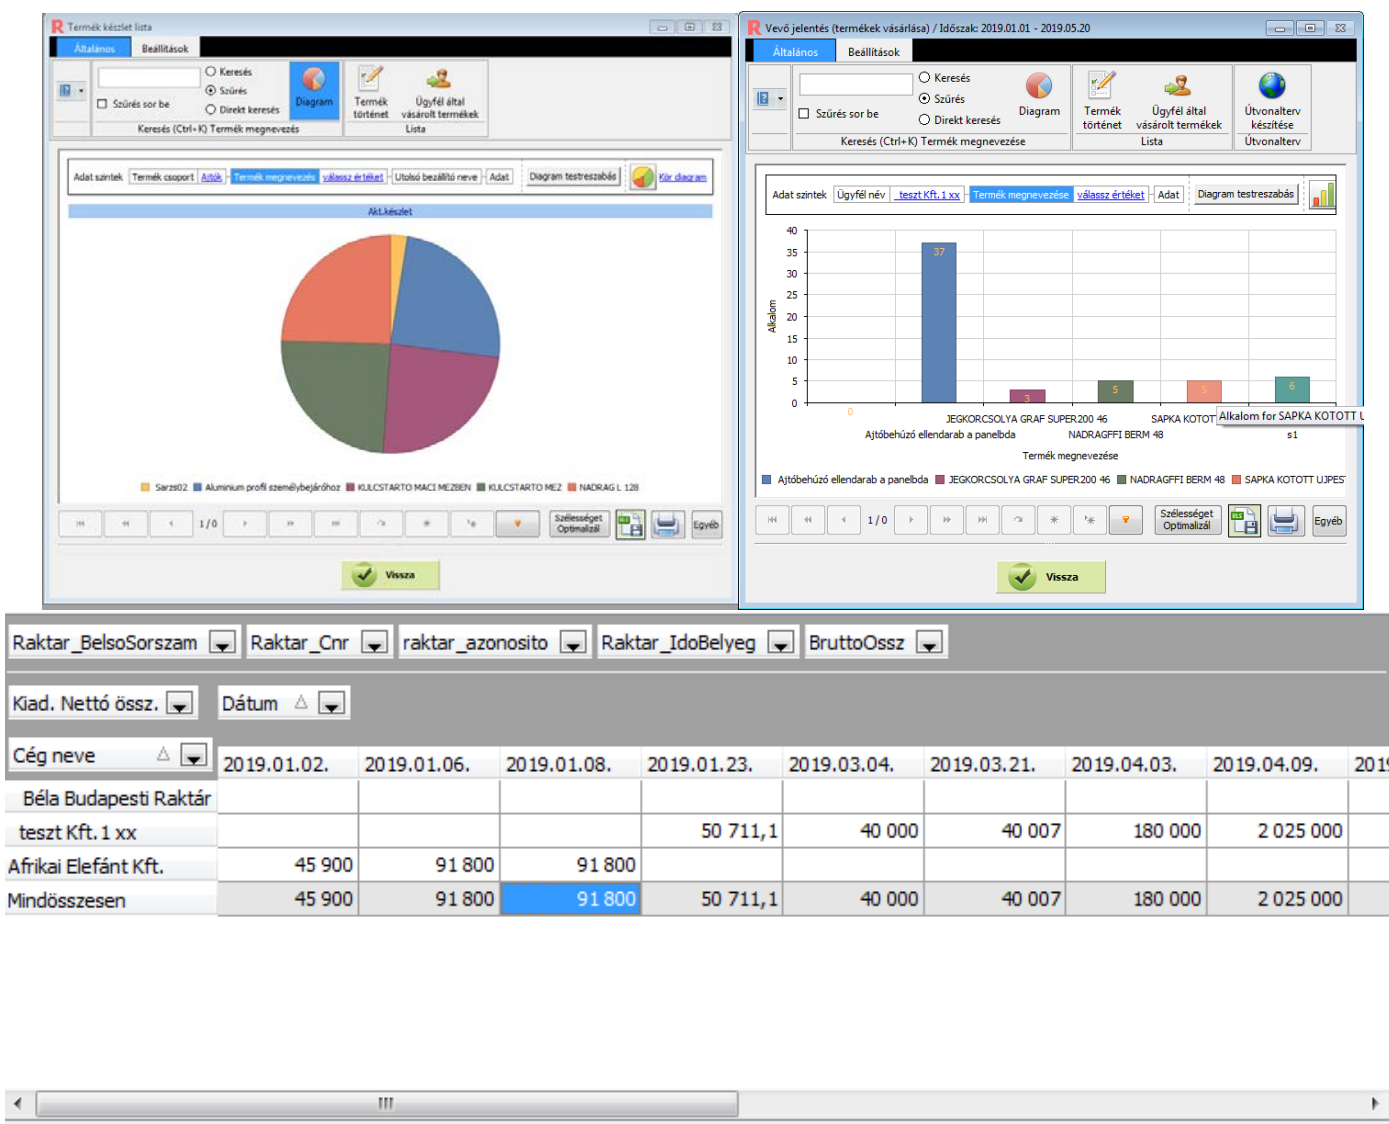 Termék készlet lista
Általános Beállítások
Keresés
Szűrés
Szűrés sor be
Direkt keresés
Diagram
Termék történet
Ügyfél által vásárolt termékek
Keresés (Ctrl+K) Termék megnevezés
Lista
Adat szintek Termék csoport Ajtók Termék megnevezés válassz értéket Utolsó bezállító neve Adat Diagram testreszabás Kör diagram
Akt.készlet
Sarzs02 Aluminium profil személybejáróhoz KULCSTARTO MACI MEZBEN KULCSTARTO MEZ NADRAG L 128
1/0
Szélességet Optimalizál
Egyéb
Vissza
Vevő jelentés (termékek vásárlása) / Időszak: 2019.01.01 - 2019.05.20
Általános Beállítások
Keresés
Szűrés
Szűrés sor be
Direkt keresés
Diagram
Termék történet
Ügyfél által vásárolt termékek
Útvonalterv készítése
Keresés (Ctrl+K) Termék megnevezése
Lista
Útvonalterv
Adat szintek Ügyfél név teszt Kft. 1 xx Termék megnevezése válassz értéket Adat Diagram testreszabás
40
35
30
25
20
15
10
5
0
Alkalom
0 37 3 5 5 6
JEGKORCSOLYA GRAF SUPER200 46 SAPKA KOTOTT
Alkalom for SAPKA KOTOTT U
Ajtóbehúzó ellendarab a panelbda NADRAGFFI BERM 48 s1
Termék megnevezése
Ajtóbehúzó ellendarab a panelbda JEGKORCSOLYA GRAF SUPER200 46 NADRAGFFI BERM 48 SAPKA KOTOTT UJPES
1/0
Szélességet Optimalizál
XLS
Egyéb
Vissza
Raktar_BelsoSorszam Raktar_Cnr raktar_azonosito Raktar_IdoBelyeg BruttoOssz
Kiad. Nettó össz. Dátum
Cég neve 2019.01.02. 2019.01.06. 2019.01.08. 2019.01.23. 2019.03.04. 2019.03.21. 2019.04.03. 2019.04.09. 201
Béla Budapesti Raktár
teszt Kft. 1 xx 50 711,1 40 000 40 007 180 000 2 025 000
Afrikai Elefánt Kft. 45 900 91 800 91 800
Mindösszesen 45 900 91 800 91 800 50 711,1 40 000 40 007 180 000 2 025 000